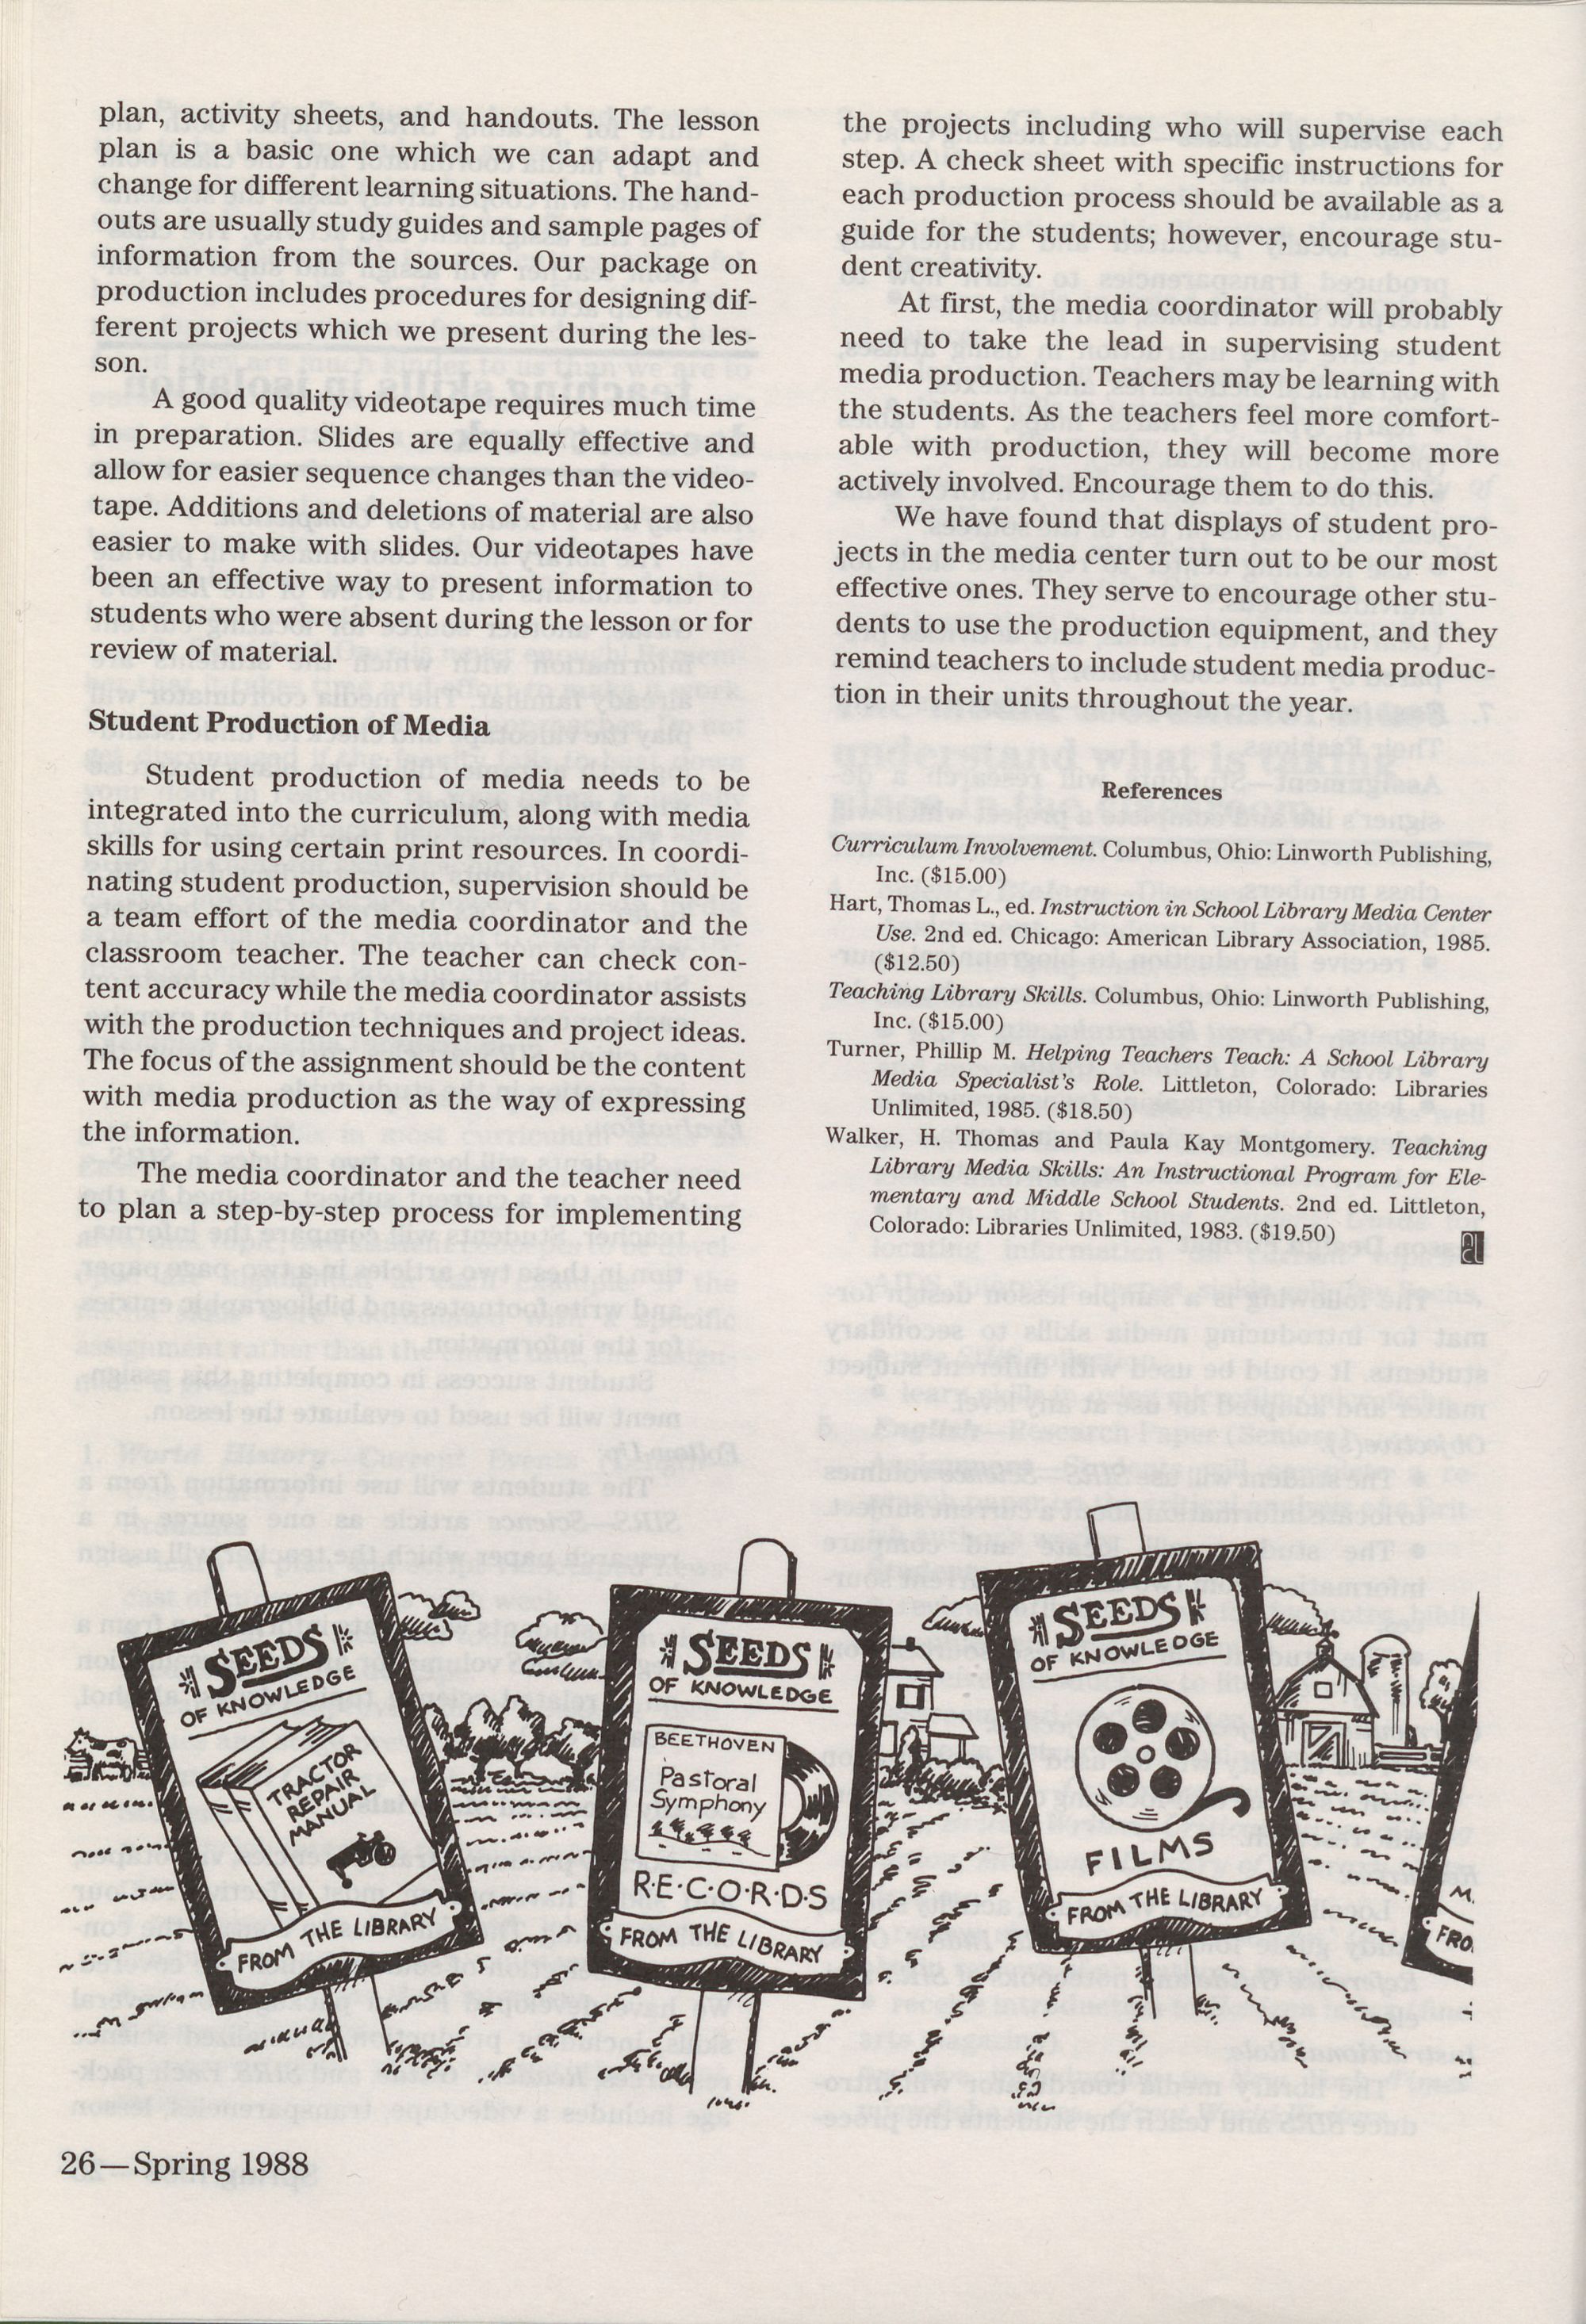 plan, activity sheets, and handouts. The lesson
plan is a basic one which we can adapt and
change for different learning situations. The hand-
outs are usually study guides and sample pages of
information from the sources. Our package on
production includes procedures for designing dif-
ferent projects which we present during the les-
son.
A good quality videotape requires much time
in preparation. Slides are equally effective and
allow for easier sequence changes than the video-
tape. Additions and deletions of material are also
easier to make with slides. Our videotapes have
been an effective way to present information to
students who were absent during the lesson or for
review of material.
Student Production of Media
Student production of media needs to be
integrated into the curriculum, along with media
skills for using certain print resources. In coordi-
nating student production, supervision should be
a team effort of the media coordinator and the
classroom teacher. The teacher can check con-
tent accuracy while the media coordinator assists
with the production techniques and project ideas.
The focus of the assignment should be the content
with media production as the way of expressing
the information.
The media coordinator and the teacher need
to plan a step-by-step process for implementing
the projects including who will supervise each
step. A check sheet with specific instructions for
each production process should be available as a
guide for the students; however, encourage stu-
dent creativity.
At first, the media coordinator will probably
need to take the lead in supervising student
media production. Teachers may be learning with
the students. As the teachers feel more comfort-
able with production, they will become more
actively involved. Encourage them to do this.
We have found that displays of student pro-
jects in the media center turn out to be our most
effective ones. They serve to encourage other stu-
dents to use the production equipment, and they
remind teachers to include student media produc-
tion in their units throughout the year.
References
Curriculum Involvement. Columbus, Ohio: Linworth Publishing,
Inc. ($15.00)
Hart, Thomas L., ed. Instruction in School Library Media Center
Use. 2nd ed. Chicago: American Library Association, 1985.
($12.50)
Teaching Library Skills. Columbus, Ohio: Linworth Publishing,
Inc. ($15.00)
Turner, Phillip M. Helping Teachers Teach: A School Library
Media Specialist's Role. Littleton, Colorado: Libraries
Unlimited, 1985. ($18.50)
Walker, H. Thomas and Paula Kay Montgomery. Teaching
Library Media Skills: An Instructional Program for Ele-
mentary and Middle School Students. 2nd ed. Littleton,
Colorado: Libraries Unlimited, 1983. ($19.50)
SEEDS
OF KNOWLEDGE
TRACTOR
REPAIR
MANUAL
FROM THE LIBRARY
SEEDS
OF KNOWLEDGE
BEETHOVEN
Pastoral
Symphony
R·E·C·O·R·D·S
FROM THE LIBRARY
SEEDS
OF KNOWLEDGE
FILMS
FROM THE LIBRARY
M.
FRO
26—Spring 1988